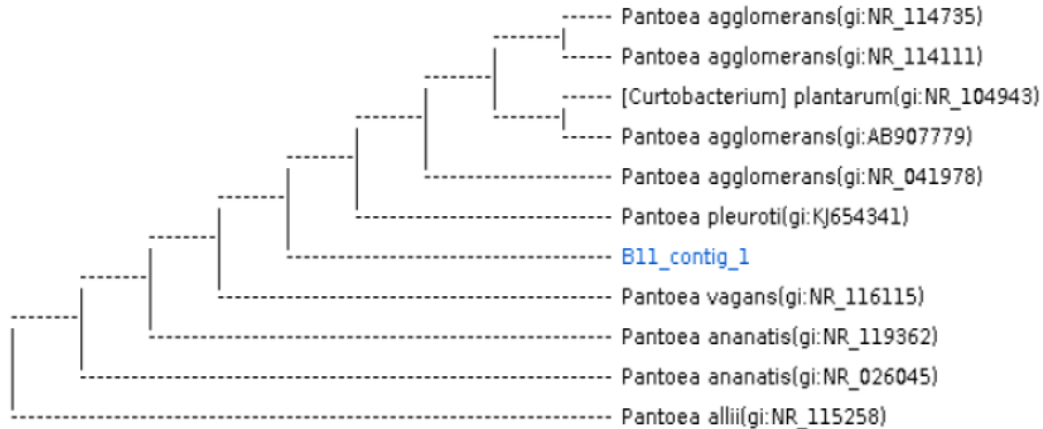 Pantoea agglomerans(gi:NR_114735)
Pantoea agglomerans(gi:NR_114111)
[Curtobacterium] plantarum(gi:NR_104943)
Pantoea agglomerans(gi:AB907779)
Pantoea agglomerans(gi:NR_041978)
Pantoea pleuroti(gi:KJ654341)
B11_contig_1
Pantoea vagans(gi:NR_116115)
Pantoea ananatis(gi:NR_119362)
Pantoea ananatis(gi:NR_026045)
Pantoea allii(gi:NR_115258)